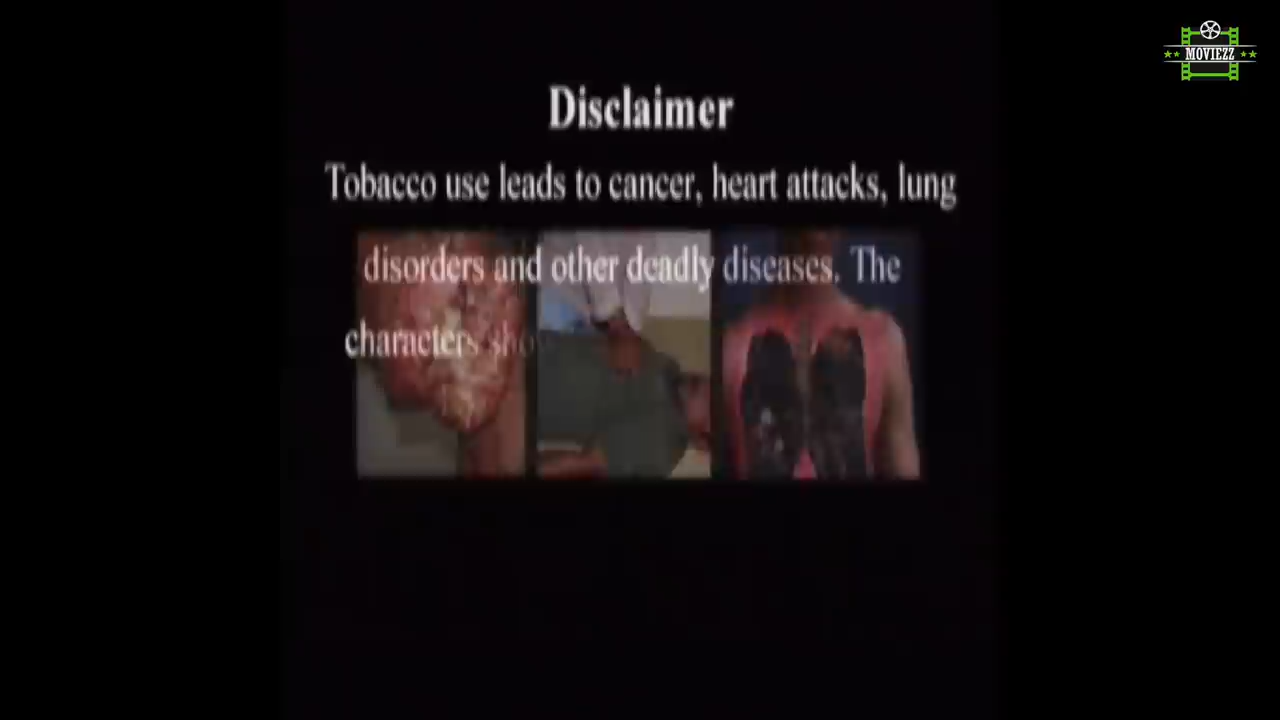 MOVIEZZ
Disclaimer
Tobacco use leads to cancer, heart attacks, lung
disorders and other deadly diseases. The
characters